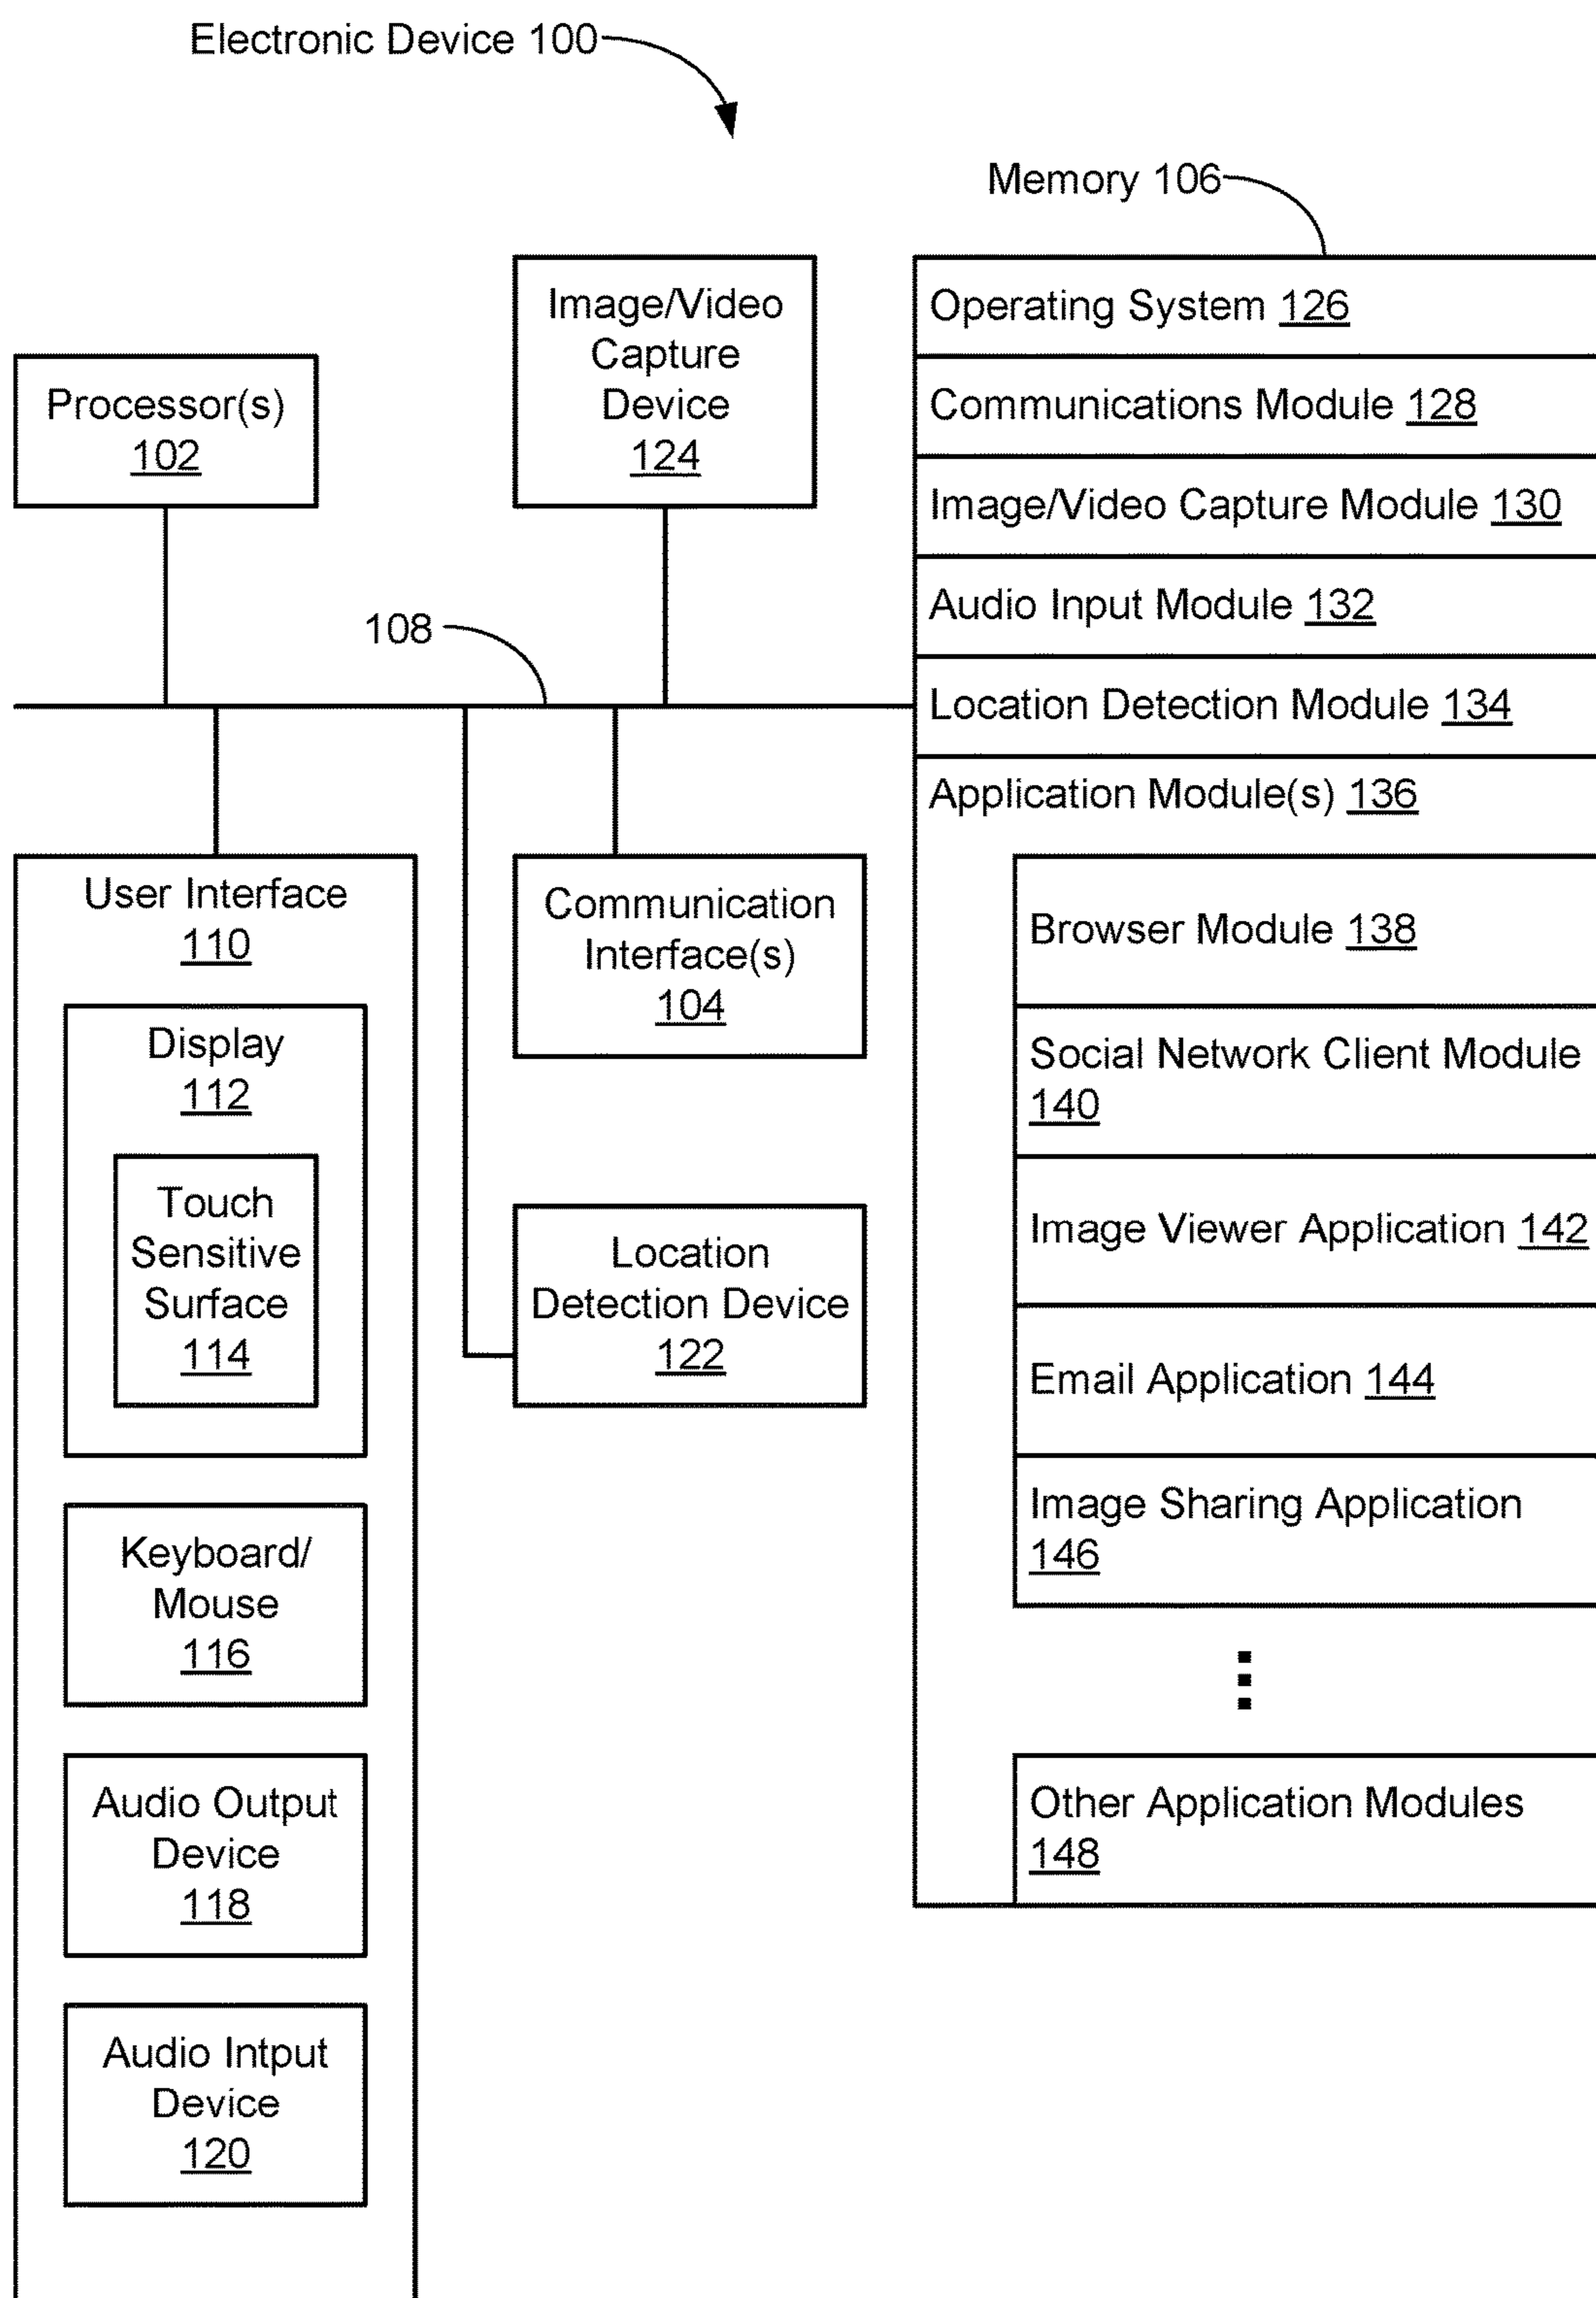 Electronic Device 100
Memory 106
Processor(s)
102
Image/Video
Capture
Device
124
108
User Interface
110
Display
112
Touch
Sensitive
Surface
114
Keyboard/
Mouse
116
Audio Output
Device
118
Audio Intput
Device
120
Communication
Interface(s)
104
Location
Detection Device
122
Operating System 126
Communications Module 128
Image/Video Capture Module 130
Audio Input Module 132
Location Detection Module 134
Application Module(s) 136
Browser Module 138
Social Network Client Module
140
Image Viewer Application 142
Email Application 144
Image Sharing Application
146
Other Application Modules
148